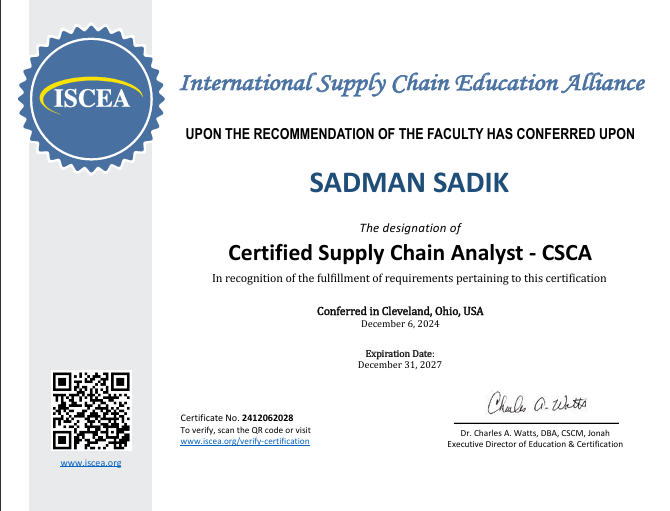 ISCEA
International Supply Chain Education Alliance
UPON THE RECOMMENDATION OF THE FACULTY HAS CONFERRED UPON
SADMAN SADIK
The designation of
Certified Supply Chain Analyst - CSCA
In recognition of the fulfillment of requirements pertaining to this certification
Conferred in Cleveland, Ohio, USA
December 6, 2024
Expiration Date:
December 31, 2027
Charles A. Watts
Certificate No. 2412062028
To verify, scan the QR code or visit
www.iscea.org/verify-certification
Dr. Charles A. Watts, DBA, CSCM, Jonah
Executive Director of Education & Certification
www.iscea.org